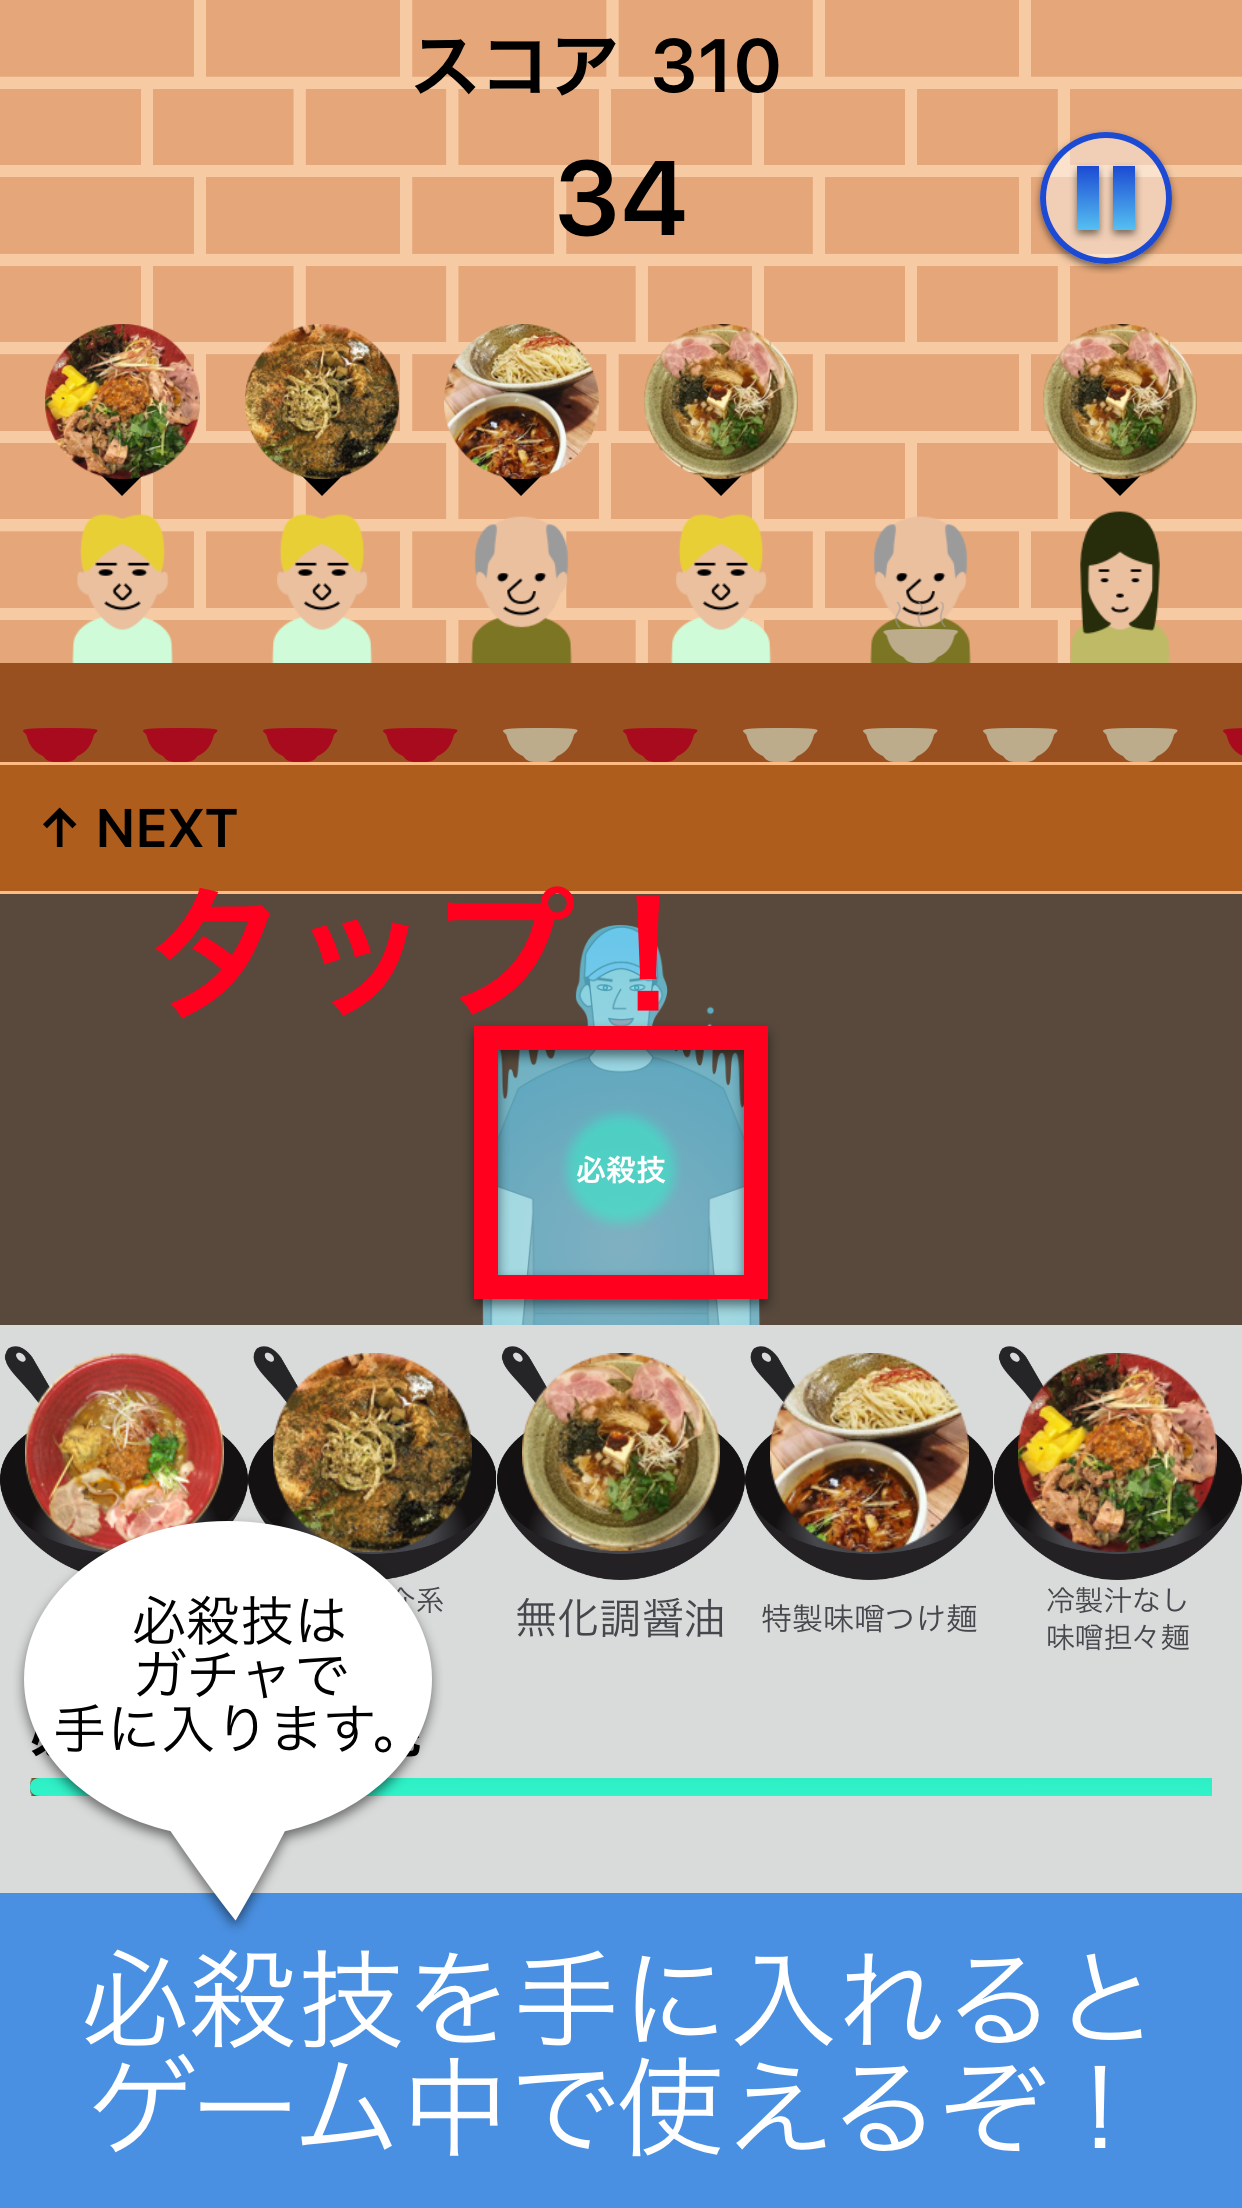 スコア 310
34
↑ NEXT
タップ！
必殺技
介系
無化調醤油
特製味噌つけ麺
冷製汁なし
味噌担々麺
必殺技は
ガチャで
手に入ります。
必殺技を手に入れると
ゲーム中で使えるぞ！